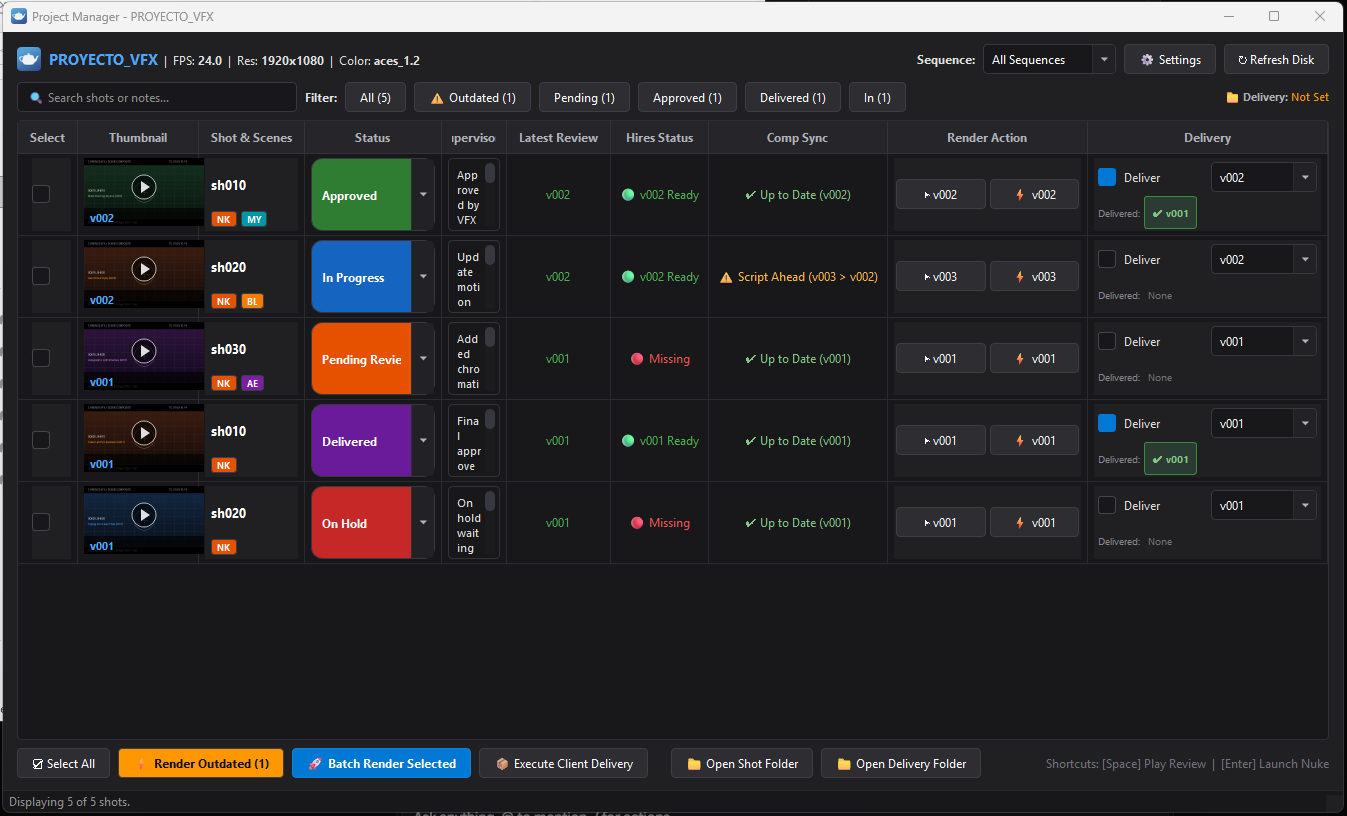 Project Manager - PROYECTO_VFX
PROYECTO_VFX | FPS: 24.0 | Res: 1920x1080 | Color: aces_1.2
Sequence: All Sequences Settings ↻ Refresh Disk
Search shots or notes... Filter: All (5) Outdated (1) Pending (1) Approved (1) Delivered (1) In (1) Delivery: Not Set
Select Thumbnail Shot & Scenes Status perviso Latest Review Hires Status Comp Sync Render Action Delivery
v002
sh010
NK MY
Approved
App
rove
d by
VFX
v002
v002 Ready
✔ Up to Date (v002)
v002 v002
Deliver v002
Delivered: ✔ v001
v002
sh020
NK BL
In Progress
Upd
ate
moti
on
v002
v002 Ready
Script Ahead (v003 > v002)
v003 v003
Deliver v002
Delivered: None
v001
sh030
NK AE
Pending Revie
Add
ed
chro
mati
v001
Missing
✔ Up to Date (v001)
v001 v001
Deliver v001
Delivered: None
v001
sh010
NK
Delivered
Fina
l
appr
ove
v001
v001 Ready
✔ Up to Date (v001)
v001 v001
Deliver v001
Delivered: ✔ v001
v001
sh020
NK
On Hold
On
hold
wait
ing
v001
Missing
✔ Up to Date (v001)
v001 v001
Deliver v001
Delivered: None
Select All Render Outdated (1) Batch Render Selected Execute Client Delivery Open Shot Folder Open Delivery Folder Shortcuts: [Space] Play Review | [Enter] Launch Nuke
Displaying 5 of 5 shots.